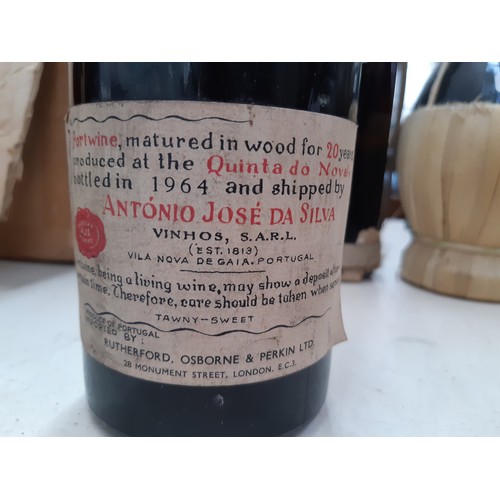 Portwine, matured in wood for 20 years
produced at the Quinta do Nova
bottled in 1964 and shipped by
ANTÓNIO JOSÉ DA SILVA
VINHOS, S.A.R.L.
(EST. 1813)
VILA NOVA DE GAIA. PORTUGAL
being a living wine, may show a deposit
time. Therefore, care should be taken when
TAWNY-SWEET
PRODUCE OF PORTUGAL
IMPORTED BY:
RUTHERFORD, OSBORNE & PERKIN LTD.
28 MONUMENT STREET, LONDON. E.C.3.